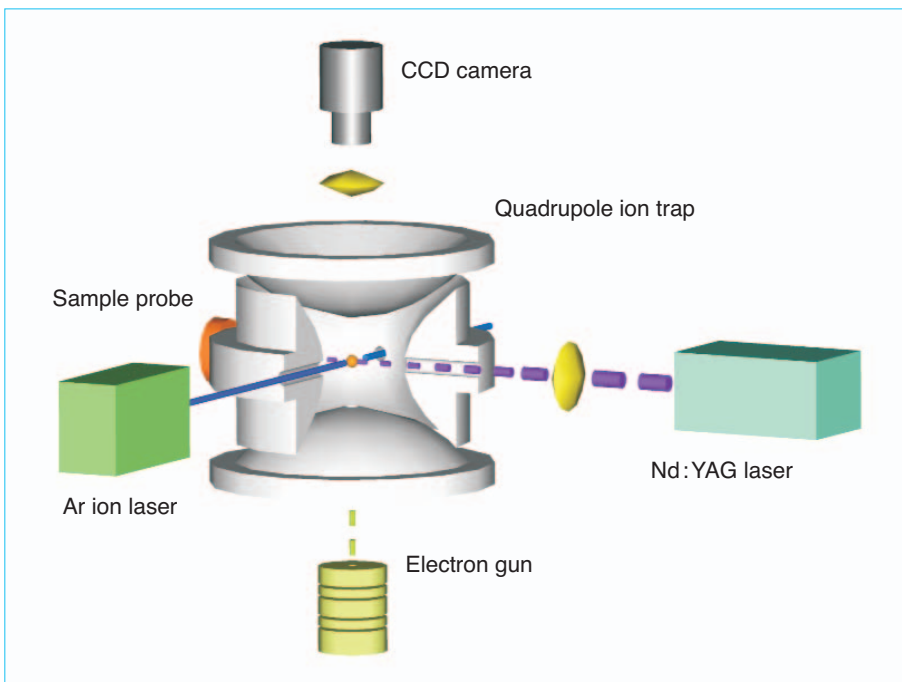 CCD camera
Quadrupole ion trap
Sample probe
Nd:YAG laser
Ar ion laser
Electron gun